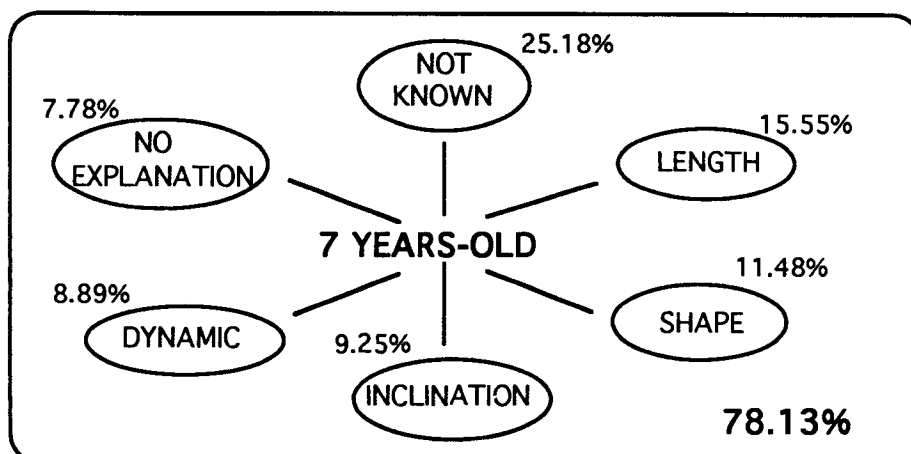 25.18%
NOT
KNOWN
7.78%
NO
EXPLANATION
15.55%
LENGTH
7 YEARS-OLD
8.89%
DYNAMIC
11.48%
SHAPE
9.25%
INCLINATION
78.13%